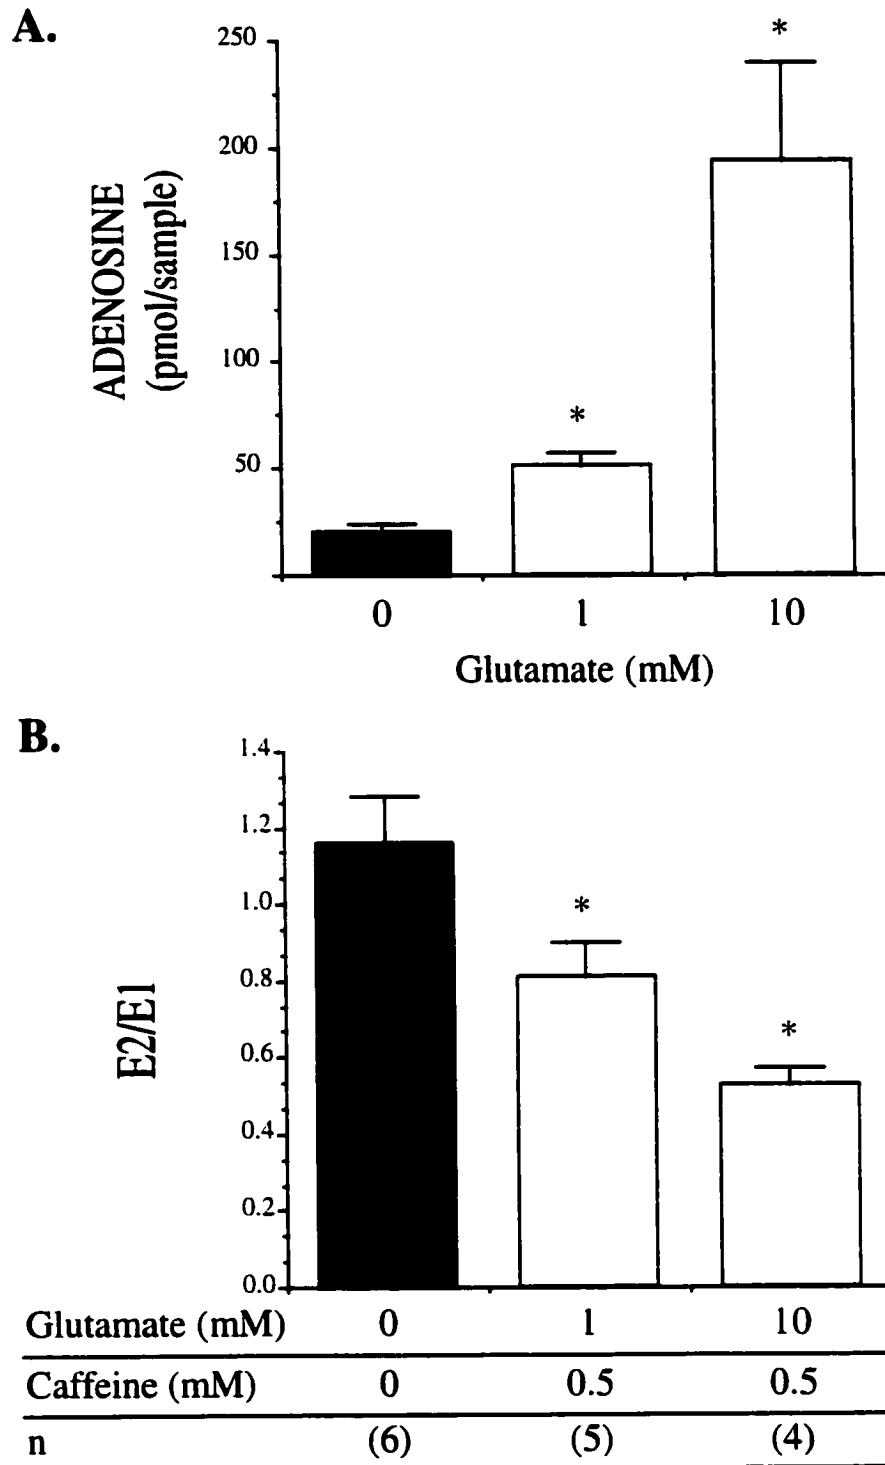 A.
250
200
150
100
50
ADENOSINE
(pmol/sample)
*
*
0 1 10
Glutamate (mM)
B.
1.4
1.2
1.0
0.8
0.6
0.4
0.2
0.0
E2/E1
*
*
Glutamate (mM) 0 1 10
Caffeine (mM) 0 0.5 0.5
n (6) (5) (4)